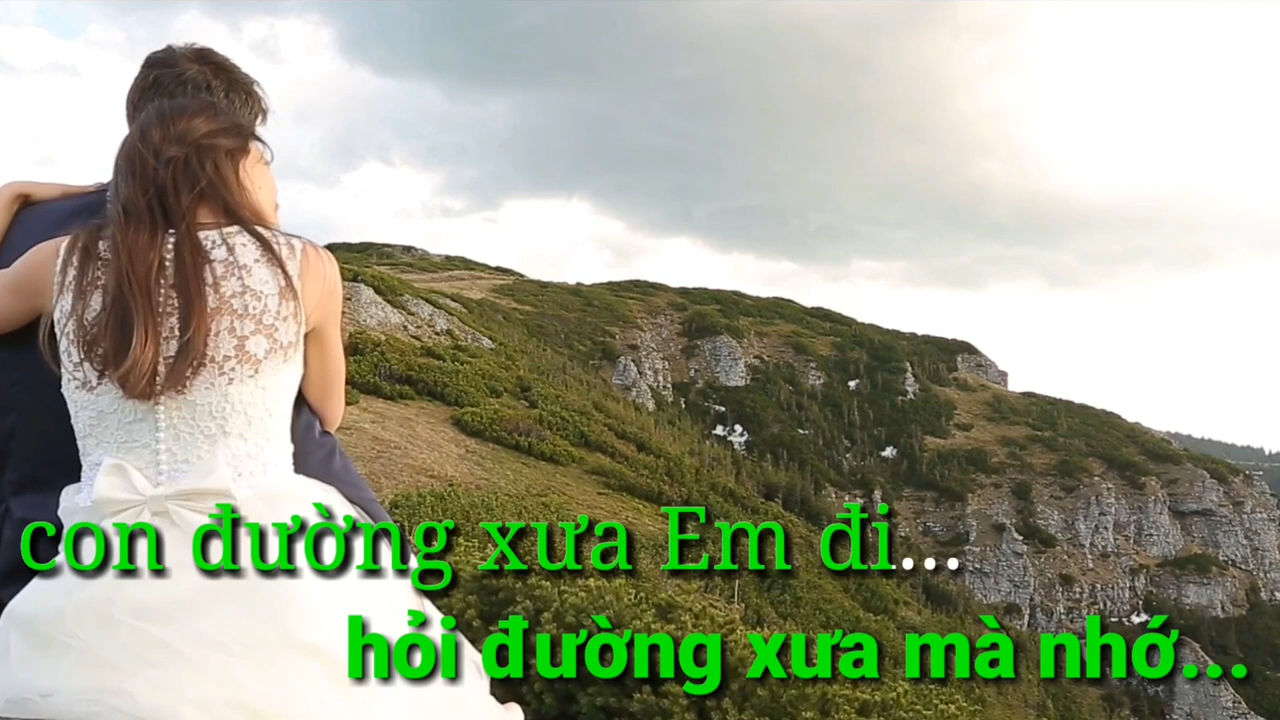 con đường xưa Em đi...
hỏi đường xưa mà nhớ...